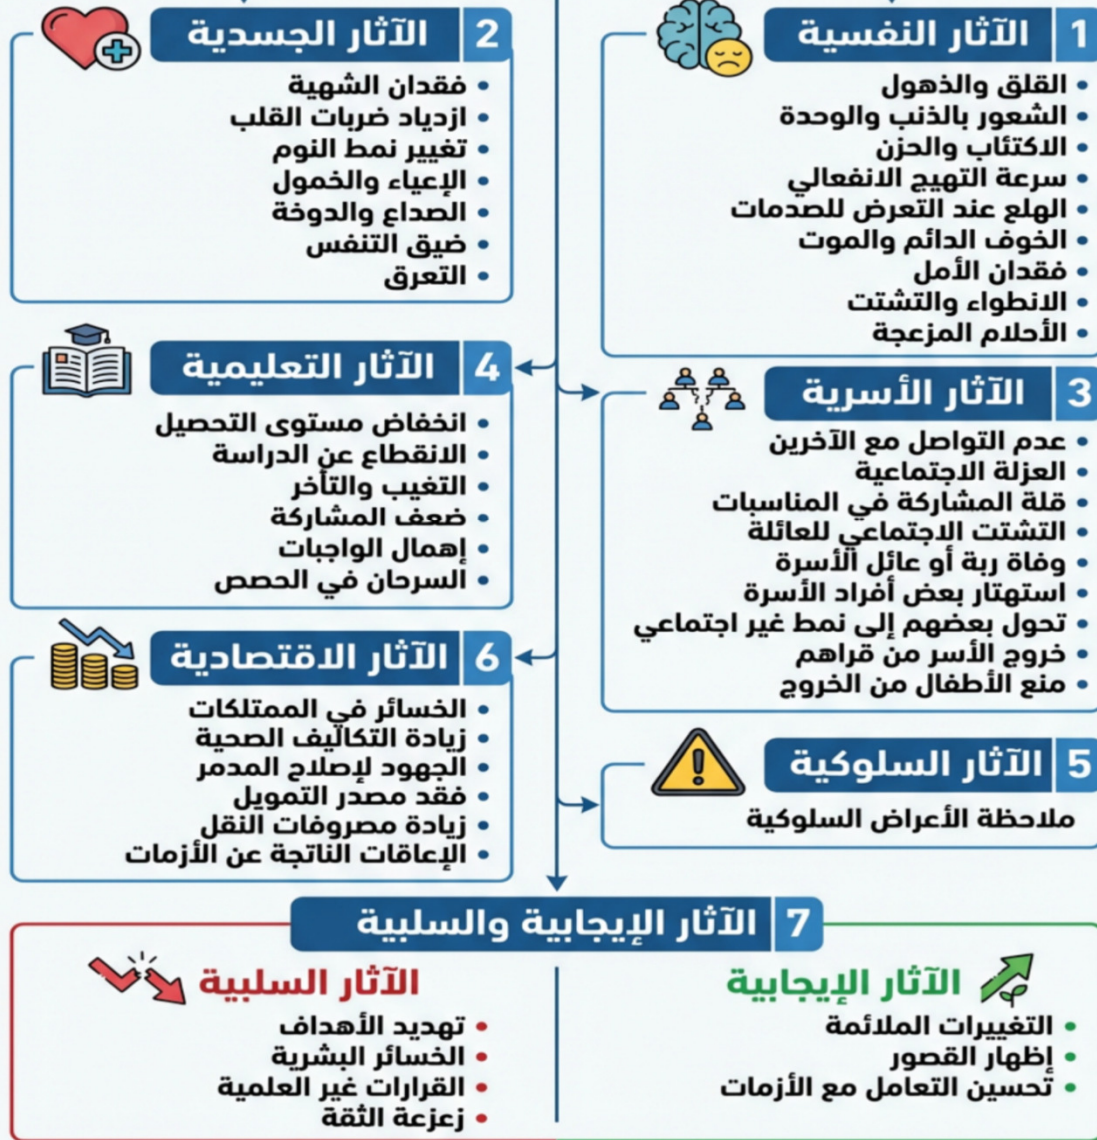 1 الآثار النفسية
القلق والذهول
الشعور بالذنب والوحدة
الاكتئاب والحزن
سرعة التهيج الانفعالي
الهلع عند التعرض للصدمات
الخوف الدائم والموت
فقدان الأمل
الانطواء والتشتت
الأحلام المزعجة
2 الآثار الجسدية
فقدان الشهية
ازدياد ضربات القلب
تغيير نمط النوم
الإعياء والخمول
الصداع والدوخة
ضيق التنفس
التعرق
3 الآثار الأسرية
عدم التواصل مع الآخرين
العزلة الاجتماعية
قلة المشاركة في المناسبات
التشتت الاجتماعي للعائلة
وفاة ربة أو عائل الأسرة
استهتار بعض أفراد الأسرة
تحول بعضهم إلى نمط غير اجتماعي
خروج الأسر من قراهم
منع الأطفال من الخروج
4 الآثار التعليمية
انخفاض مستوى التحصيل
الانقطاع عن الدراسة
التغيب والتأخر
ضعف المشاركة
إهمال الواجبات
السرحان في الحصص
5 الآثار السلوكية
ملاحظة الأعراض السلوكية
6 الآثار الاقتصادية
الخسائر في الممتلكات
زيادة التكاليف الصحية
الجهود لإصلاح المدمر
فقد مصدر التمويل
زيادة مصروفات النقل
الإعاقات الناتجة عن الأزمات
7 الآثار الإيجابية والسلبية
الآثار الإيجابية
التغييرات الملائمة
إظهار القصور
تحسين التعامل مع الأزمات
الآثار السلبية
تهديد الأهداف
الخسائر البشرية
القرارات غير العلمية
زعزعة الثقة